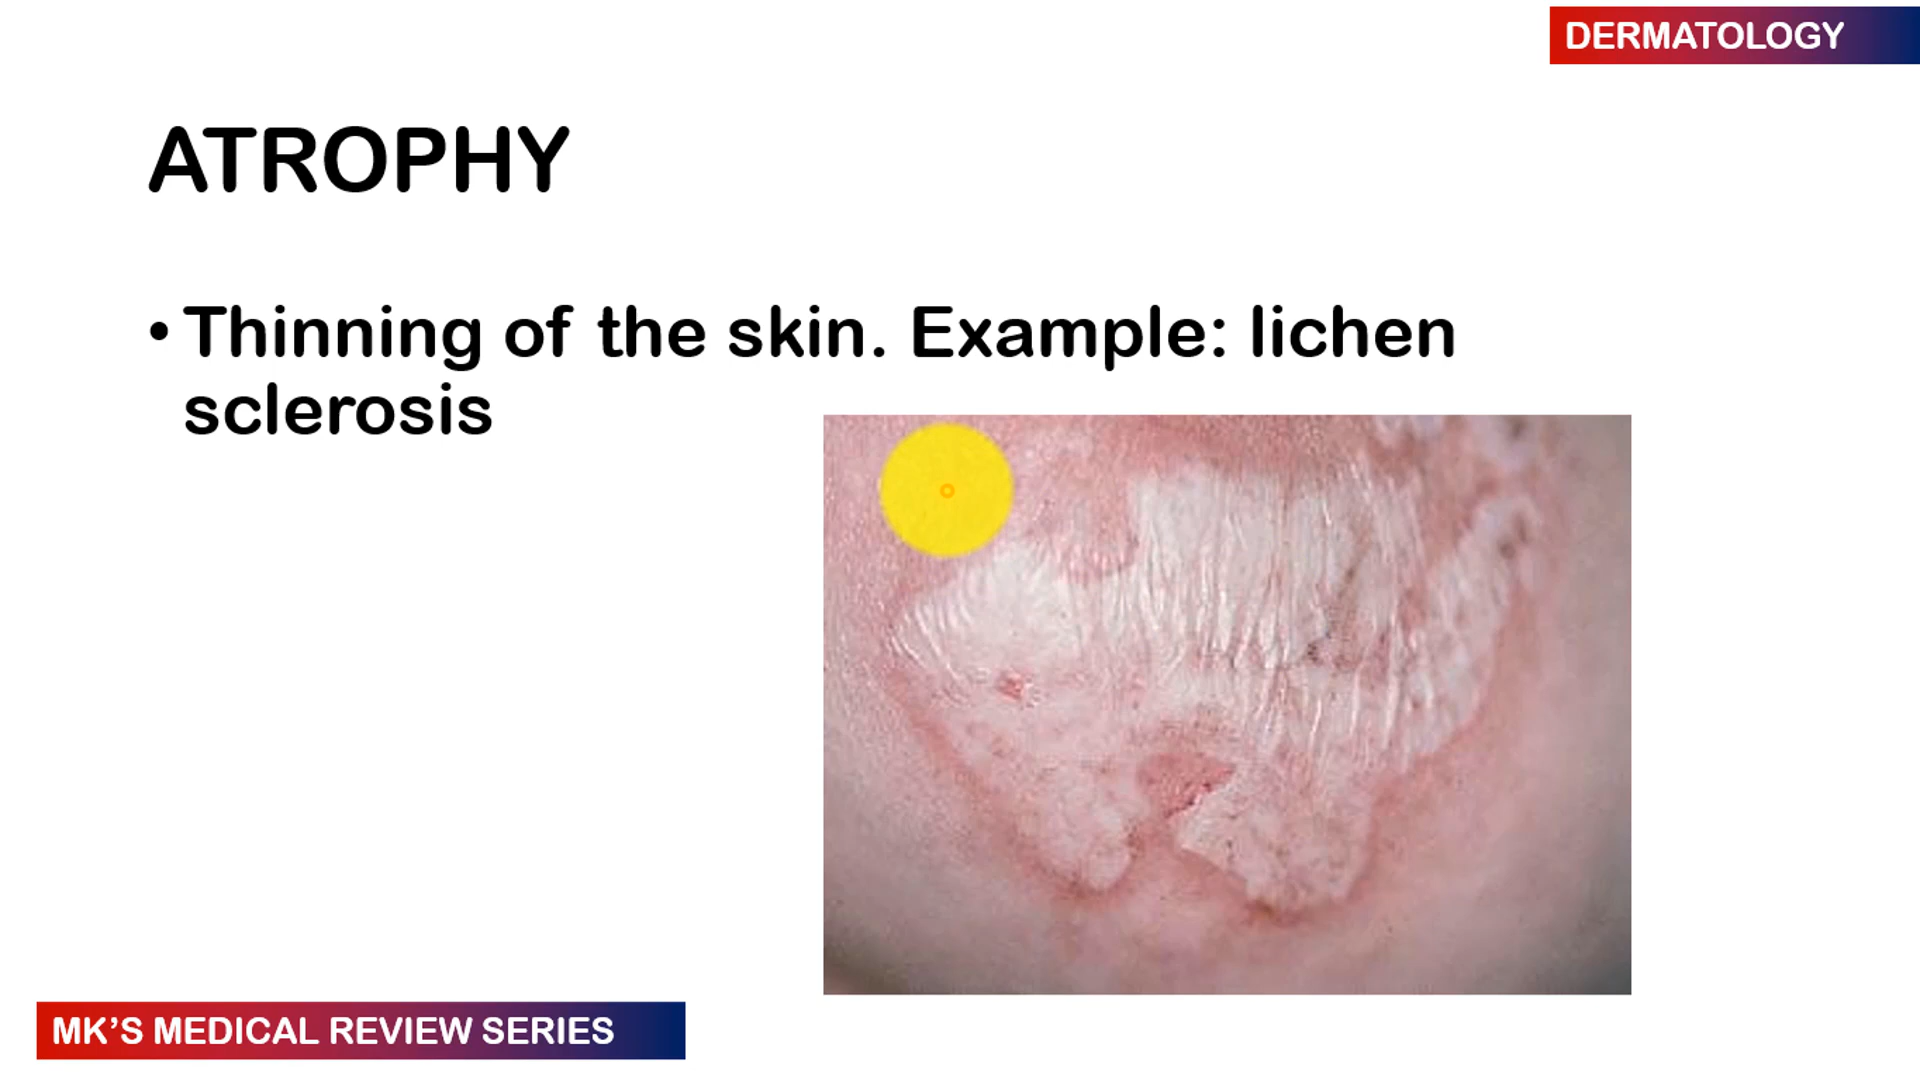 DERMATOLOGY
ATROPHY
• Thinning of the skin. Example: lichen
sclerosis
MK’S MEDICAL REVIEW SERIES